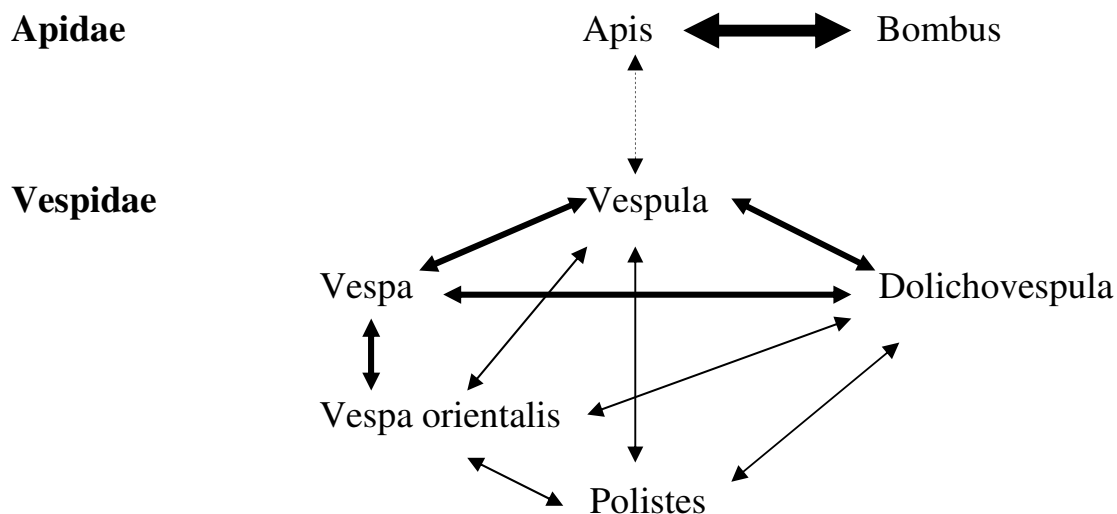 Apidae Apis Bombus
Vespidae Vespula
Vespa Dolichovespula
Vespa orientalis
Polistes